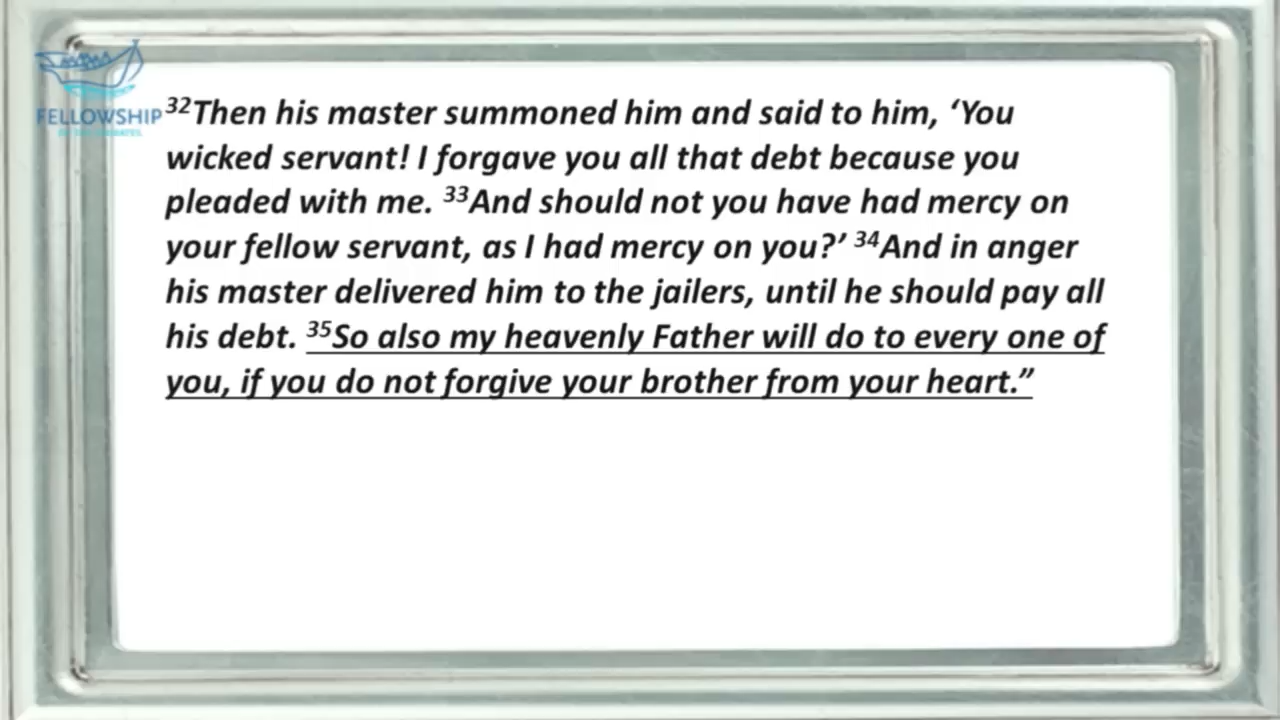 FELLOWSHIP
³²Then his master summoned him and said to him, ‘You
wicked servant! I forgave you all that debt because you
pleaded with me. ³³And should not you have had mercy on
your fellow servant, as I had mercy on you?’ ³⁴And in anger
his master delivered him to the jailers, until he should pay all
his debt. ³⁵So also my heavenly Father will do to every one of
you, if you do not forgive your brother from your heart.”